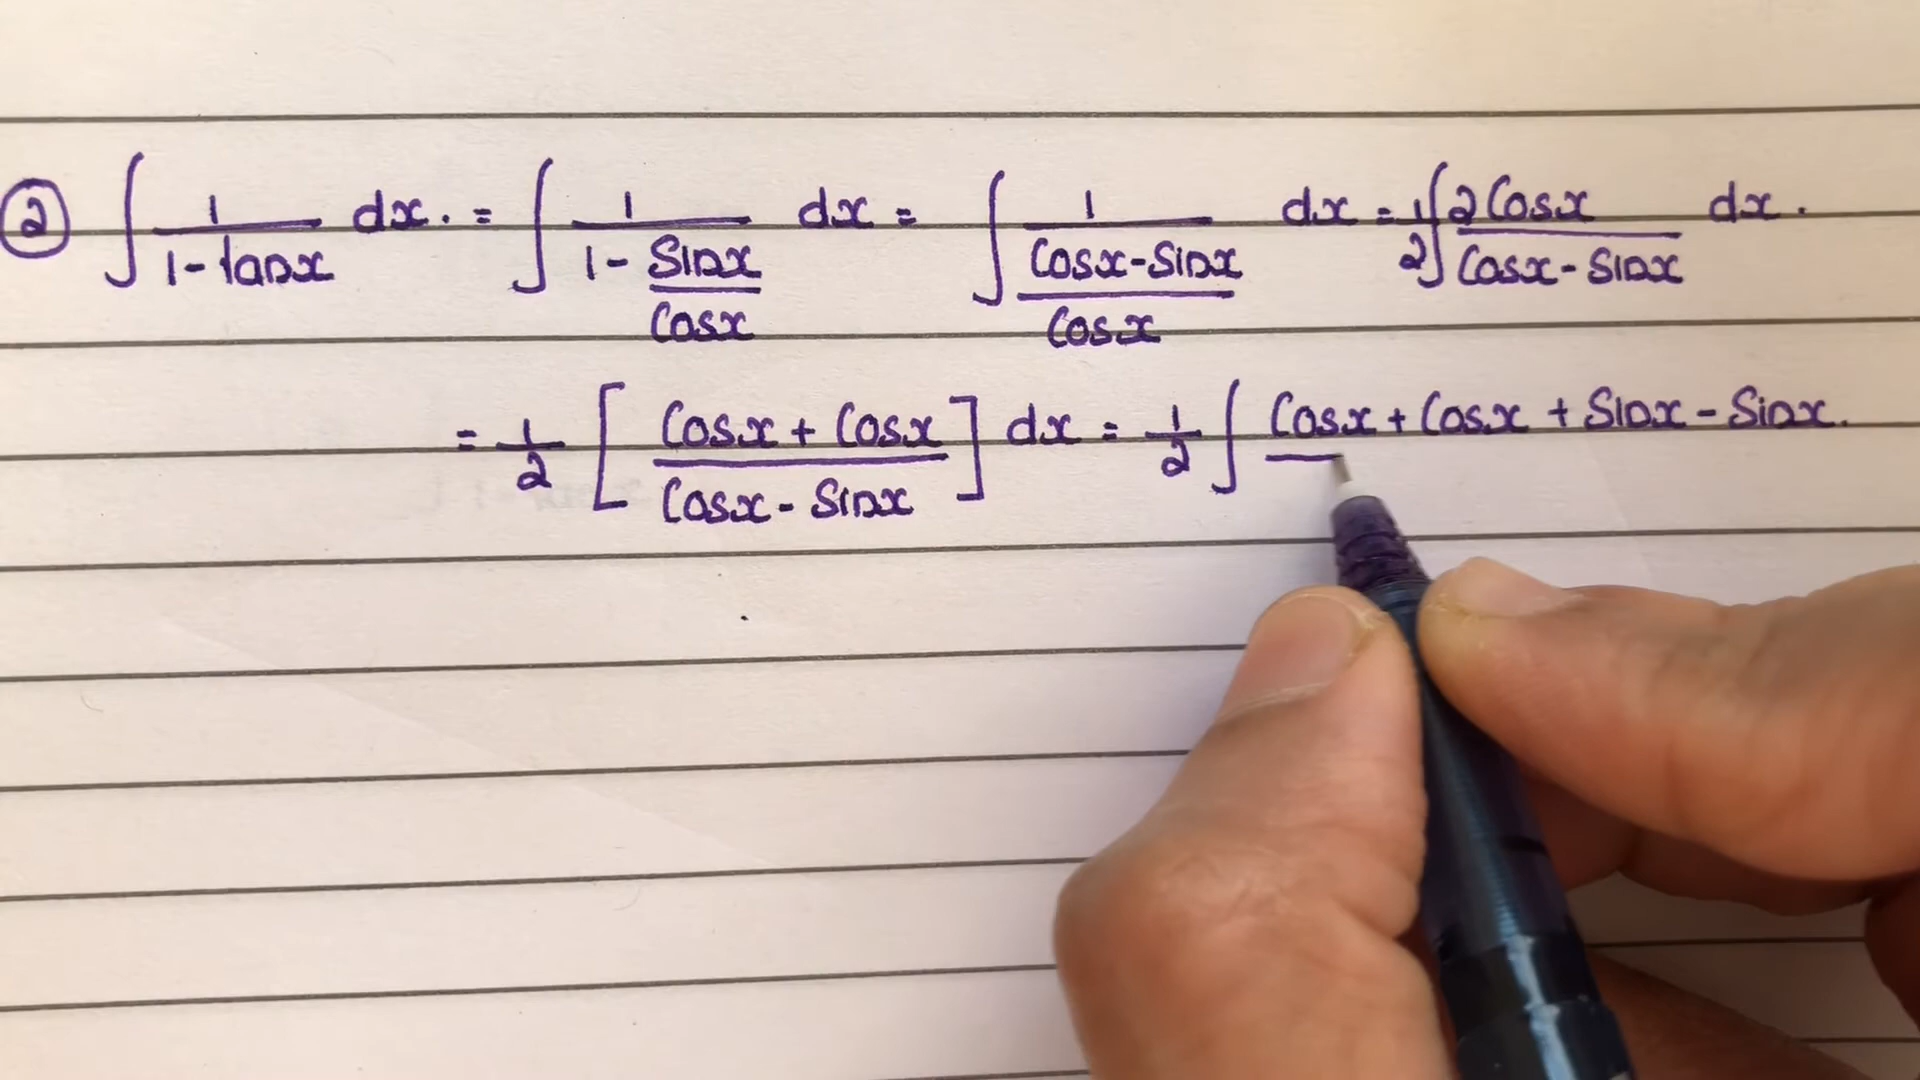 ② ∫ 1/(1 - tanx) dx. = ∫ 1/(1 - Sinx/Cosx) dx = ∫ 1/((Cosx - Sinx)/Cosx) dx = 1/2 ∫ 2Cosx/(Cosx - Sinx) dx.
= 1/2 [ (Cosx + Cosx)/(Cosx - Sinx) ] dx = 1/2 ∫ Cosx + Cosx + Sinx - Sinx.